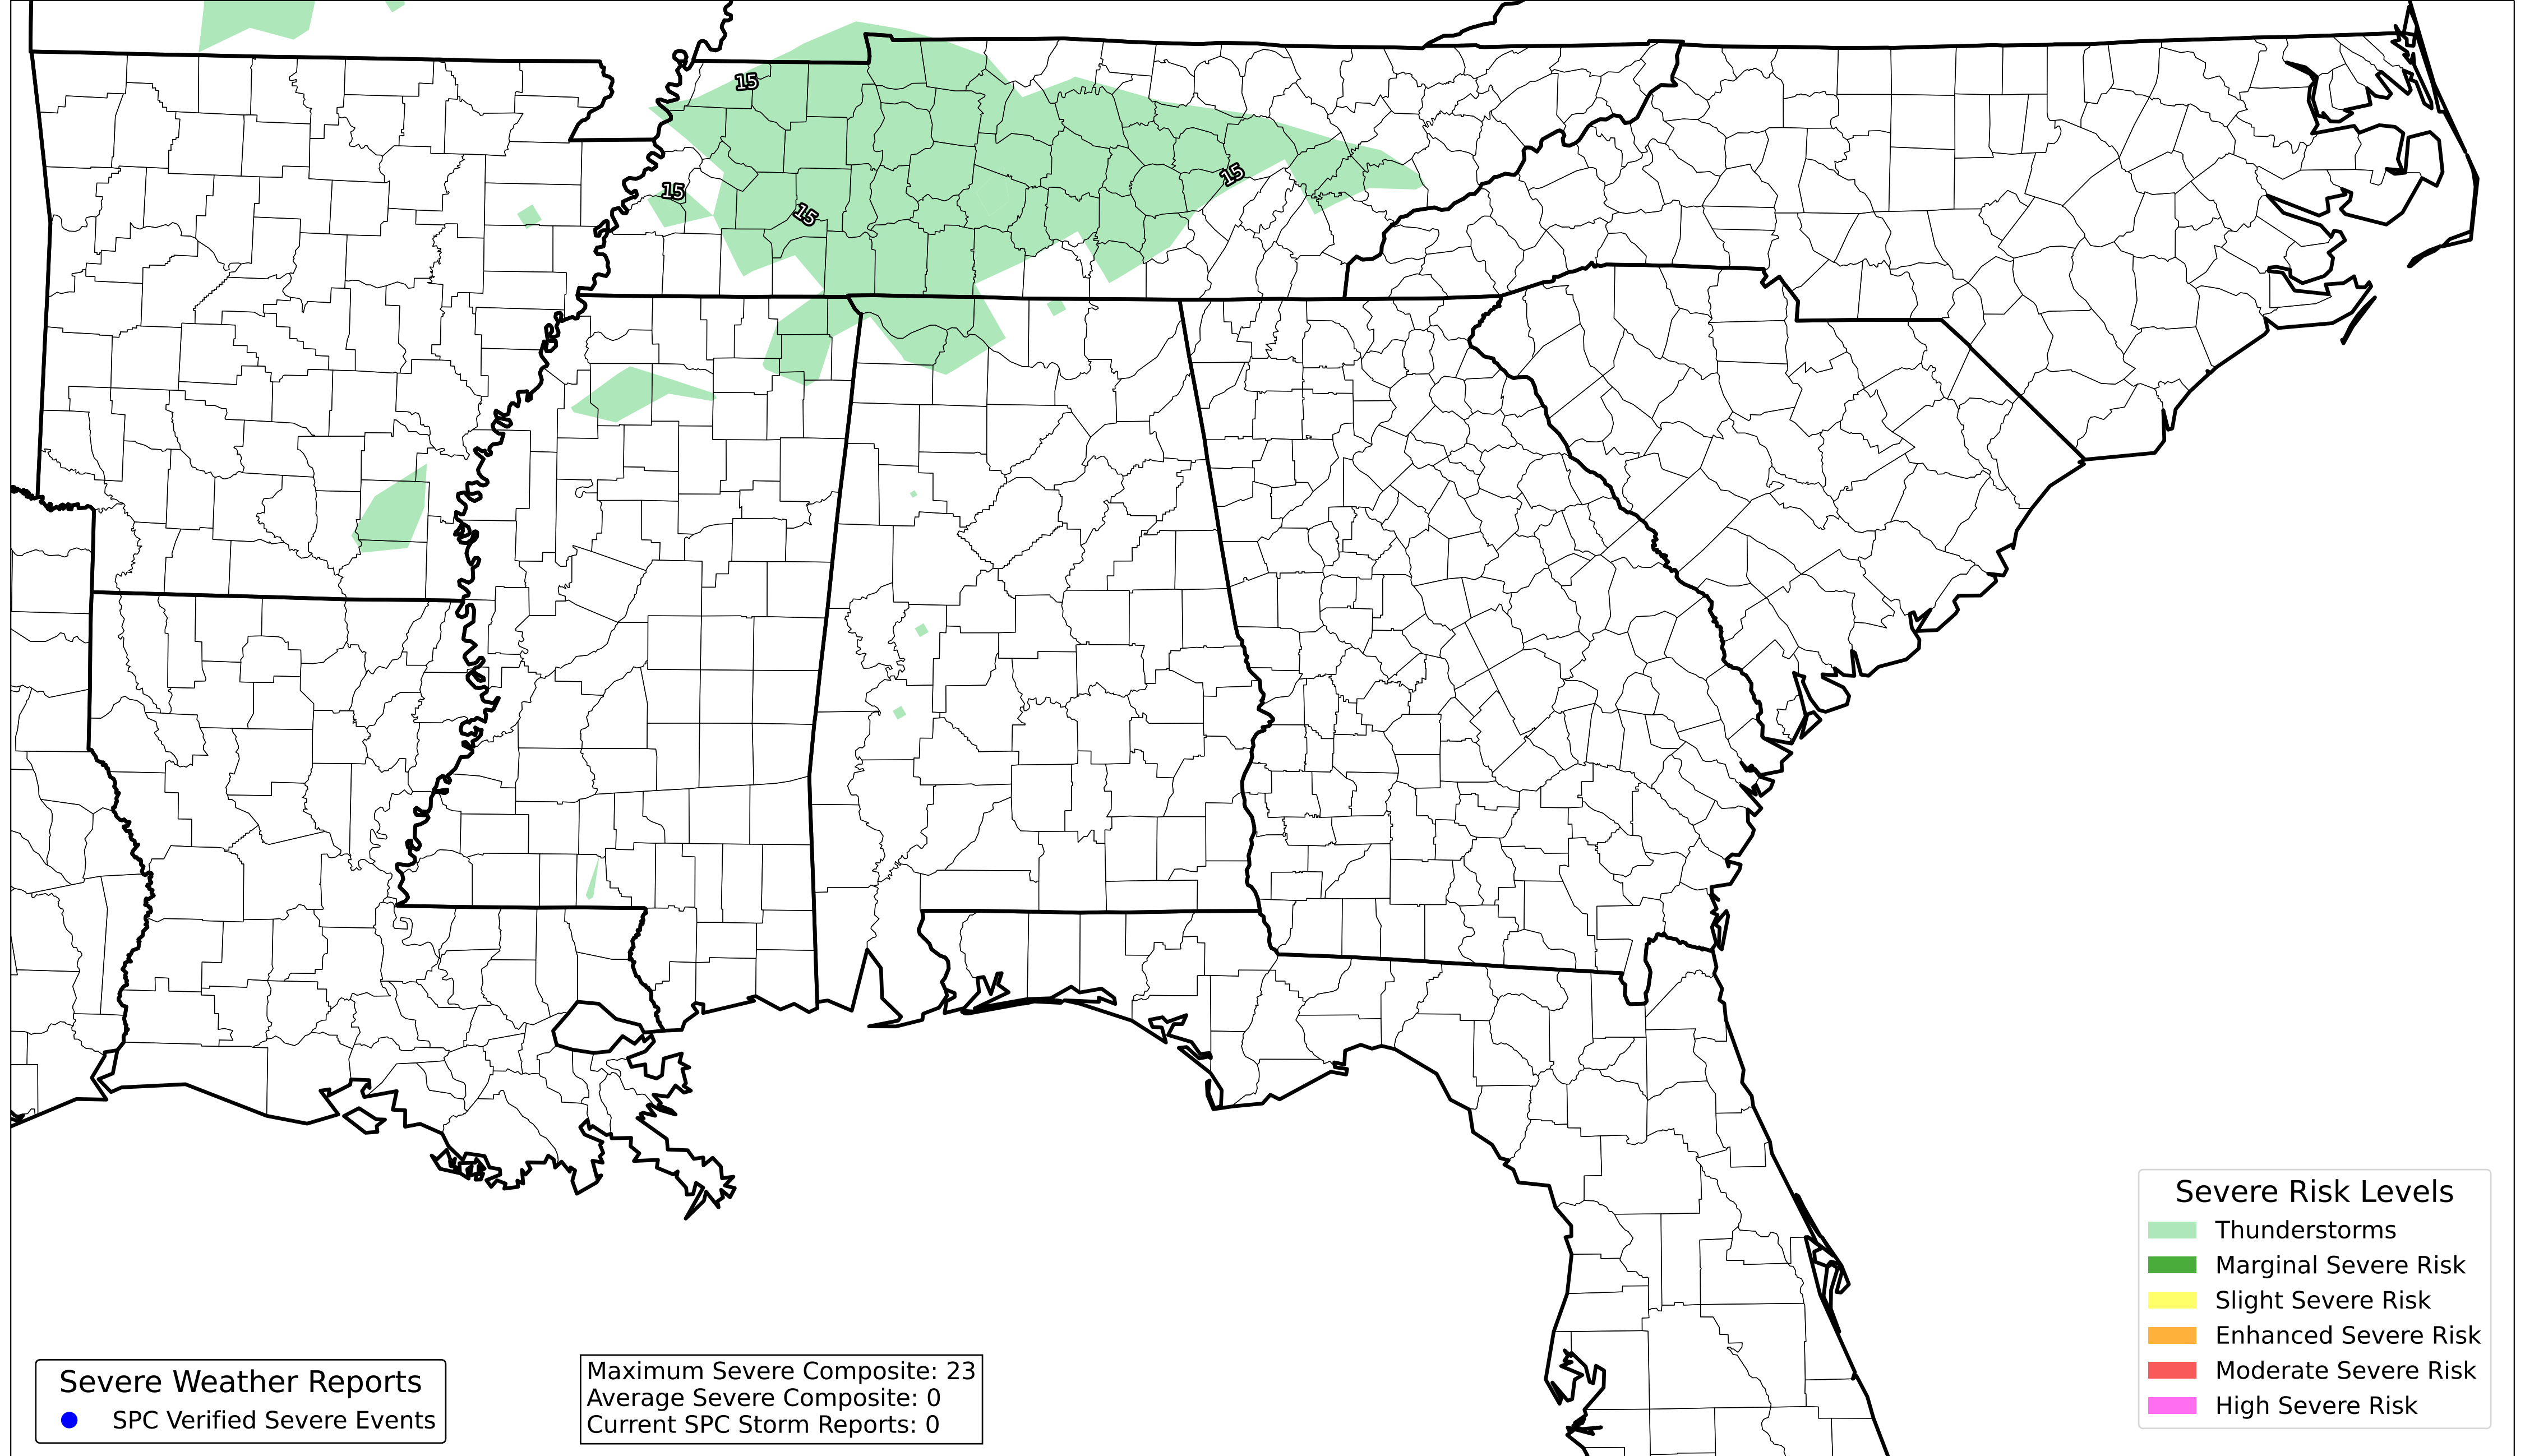 15
15
15
15
Severe Risk Levels
Thunderstorms
Marginal Severe Risk
Slight Severe Risk
Enhanced Severe Risk
Moderate Severe Risk
High Severe Risk
Severe Weather Reports
SPC Verified Severe Events
Maximum Severe Composite: 23
Average Severe Composite: 0
Current SPC Storm Reports: 0